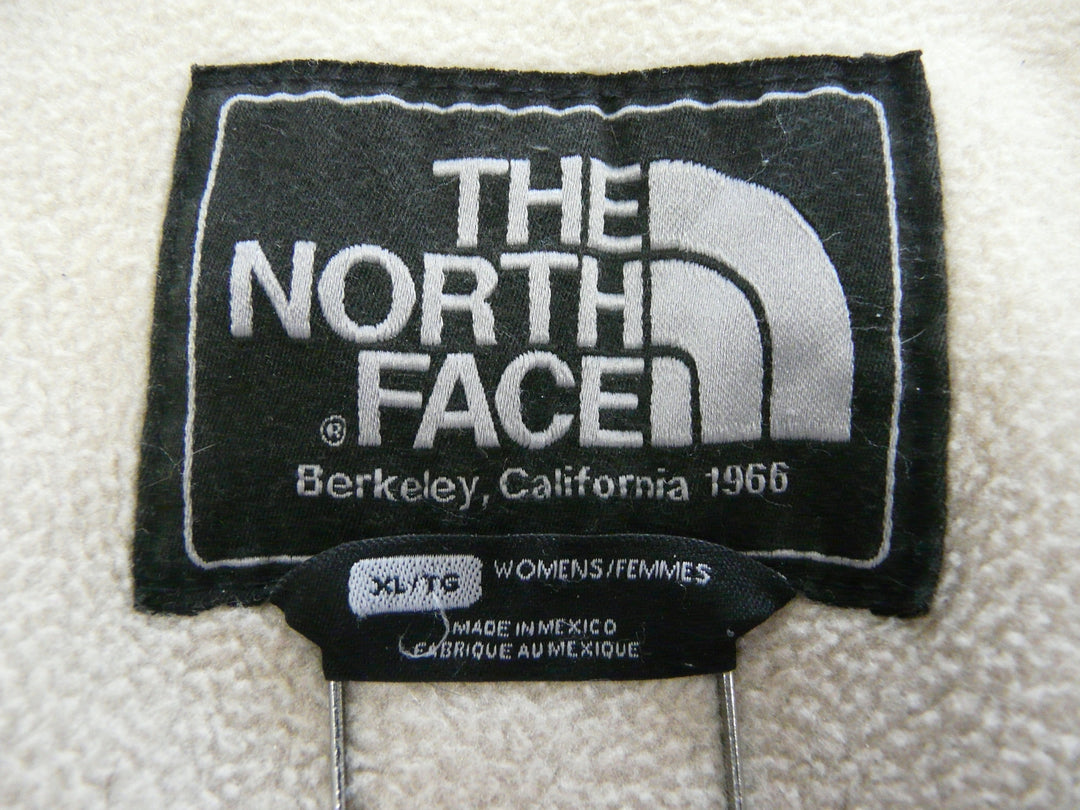 THE
NORTH
FACE
®
Berkeley, California 1966
XL/TG WOMENS/FEMMES
MADE IN MEXICO
FABRIQUE AU MEXIQUE